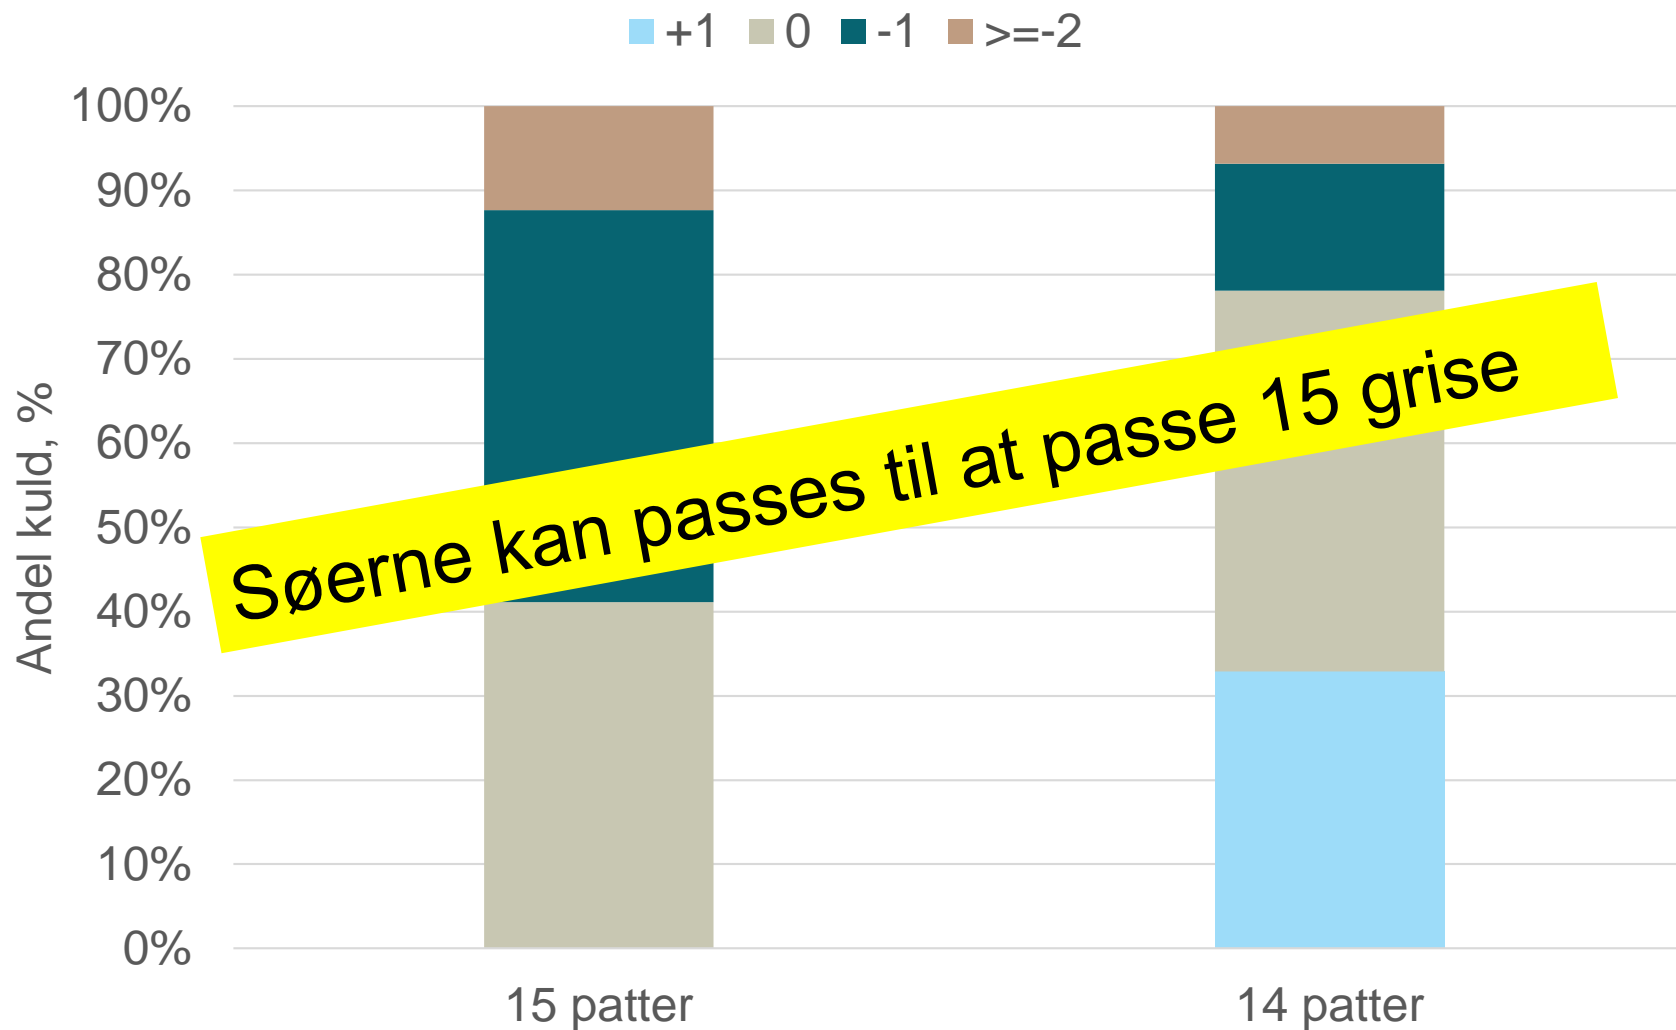 +1 0 -1 >=-2
100%
90%
80%
70%
60%
50%
40%
30%
20%
10%
0%
Andel kuld, %
Søerne kan passes til at passe 15 grise
15 patter 14 patter